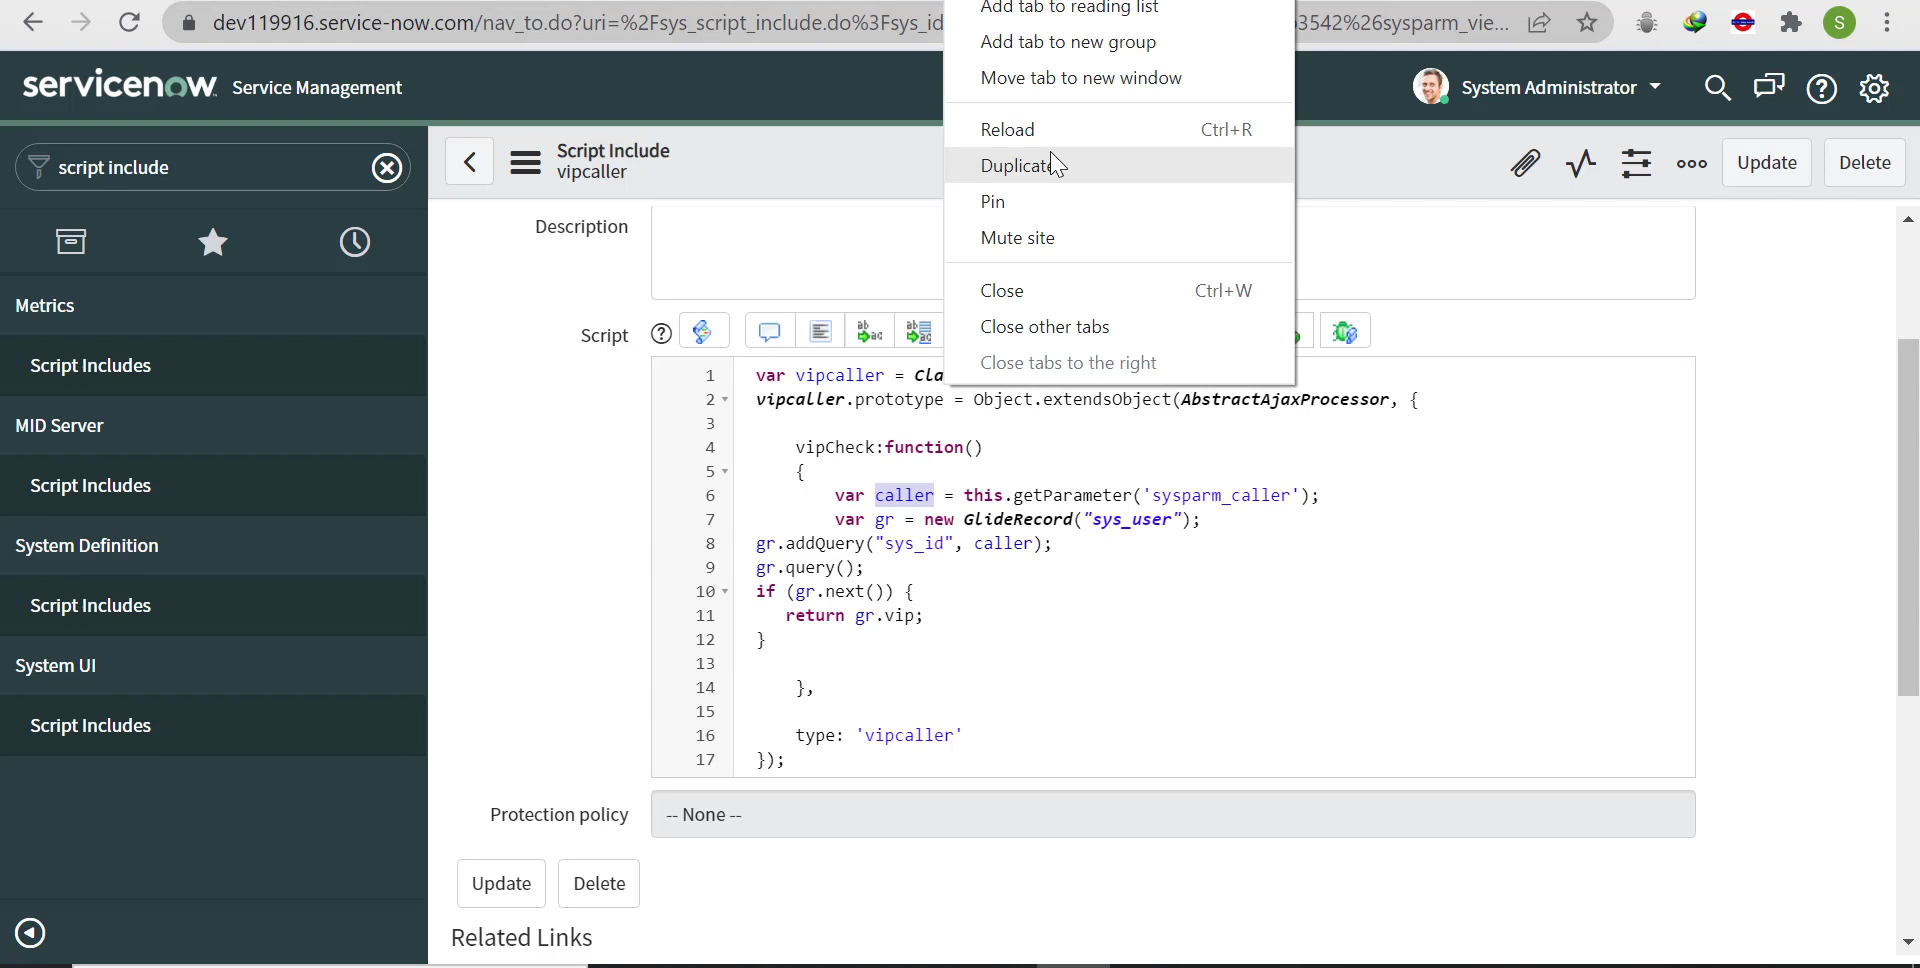 dev119916.service-now.com/nav_to.do?uri=%2Fsys_script_include.do%3Fsys_id
3542%26sysparm_vie...
S
Add tab to reading list
Add tab to new group
Move tab to new window
Reload Ctrl+R
Duplicate
Pin
Mute site
Close Ctrl+W
Close other tabs
Close tabs to the right
servicenow Service Management
System Administrator
script include
Metrics
Script Includes
MID Server
Script Includes
System Definition
Script Includes
System UI
Script Includes
Script Include
vipcaller
Update Delete
Description
Script
1 var vipcaller = Cla
2 vipcaller.prototype = Object.extendsObject(AbstractAjaxProcessor, {
3
4 vipCheck:function()
5 {
6 var caller = this.getParameter('sysparm_caller');
7 var gr = new GlideRecord("sys_user");
8 gr.addQuery("sys_id", caller);
9 gr.query();
10 if (gr.next()) {
11 return gr.vip;
12 }
13
14 },
15
16 type: 'vipcaller'
17 });
Protection policy -- None --
Update Delete
Related Links